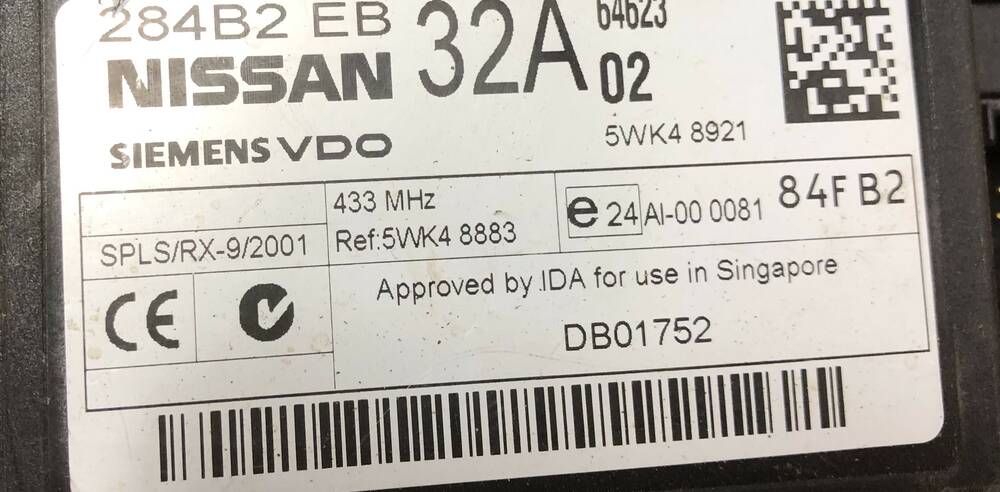 284B2 EB
NISSAN
32A
64623
02
SIEMENS VDO
5WK4 8921
SPLS/RX-9/2001
433 MHz
Ref:5WK4 8883
e 24 AI-00 0081
84F B2
CE
Approved by IDA for use in Singapore
DB01752